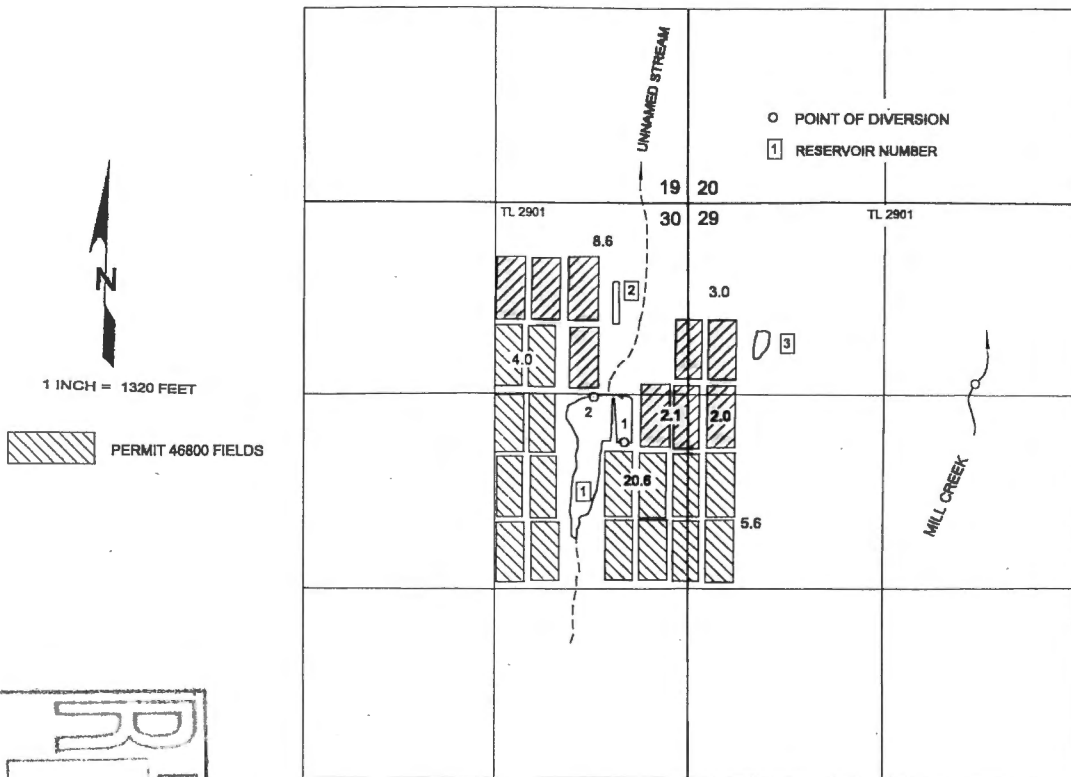 UNNAMED STREAM
POINT OF DIVERSION
1 RESERVOIR NUMBER
19 20
TL 2901
30 29
TL 2901
8.6
N
2
3.0
3
4.0
1 INCH = 1320 FEET
2
1
2.1
2.0
PERMIT 46800 FIELDS
20.6
1
5.6
MILL CREEK
R